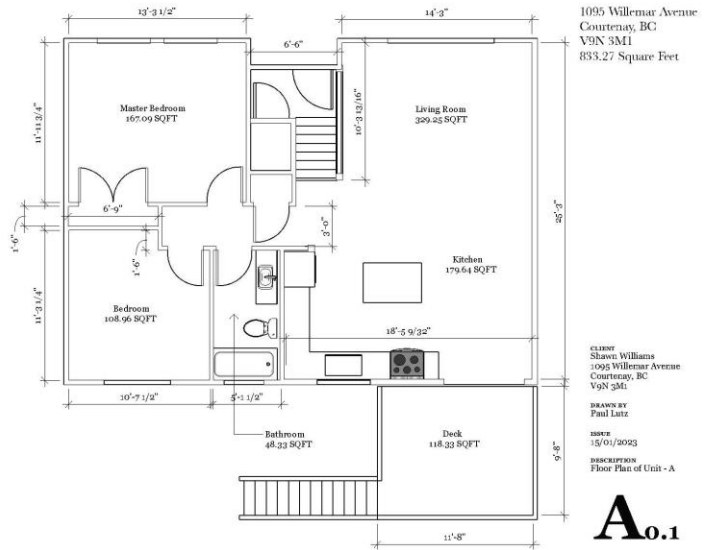 13'-3 1/2"
14'-3"
6'-6"
1095 Willemar Avenue
Courtenay, BC
V9N 3M1
833.27 Square Feet
11'-11 3/4"
Master Bedroom
167.09 SQFT
10'-3 13/16"
Living Room
329.25 SQFT
25'-3"
6'-9"
1'-6"
1'-6"
3'-0"
11'-3 1/4"
Bedroom
108.96 SQFT
Kitchen
179.64 SQFT
18'-5 9/32"
10'-7 1/2"
5'-1 1/2"
Bathroom
48.33 SQFT
Deck
118.33 SQFT
9'-8"
11'-8"
CLIENT
Shawn Williams
1095 Willemar Avenue
Courtenay, BC
V9N 3M1
DRAWN BY
Paul Lutz
ISSUE
15/01/2023
DESCRIPTION
Floor Plan of Unit - A
A0.1